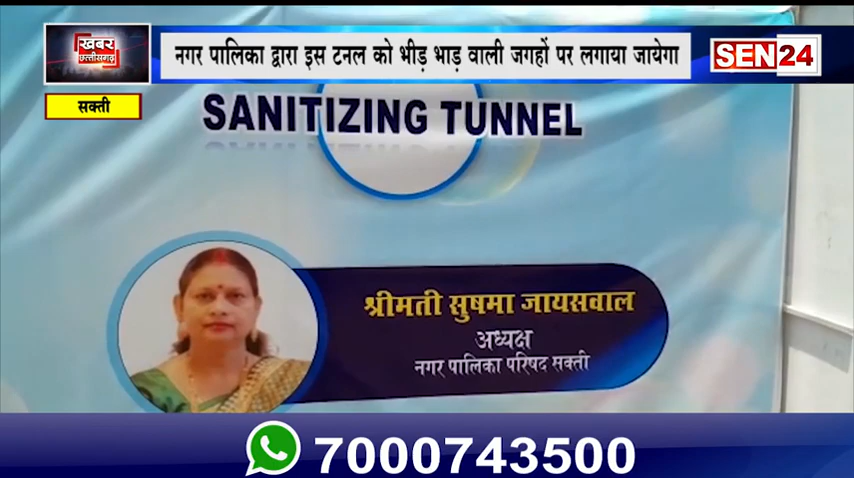 खबर
छत्तीसगढ़
नगर पालिका द्वारा इस टनल को भीड़ भाड़ वाली जगहों पर लगाया जायेगा
SEN24
सक्ती
SANITIZING TUNNEL
श्रीमती सुषमा जायसवाल
अध्यक्ष
नगर पालिका परिषद सक्ती
7000743500